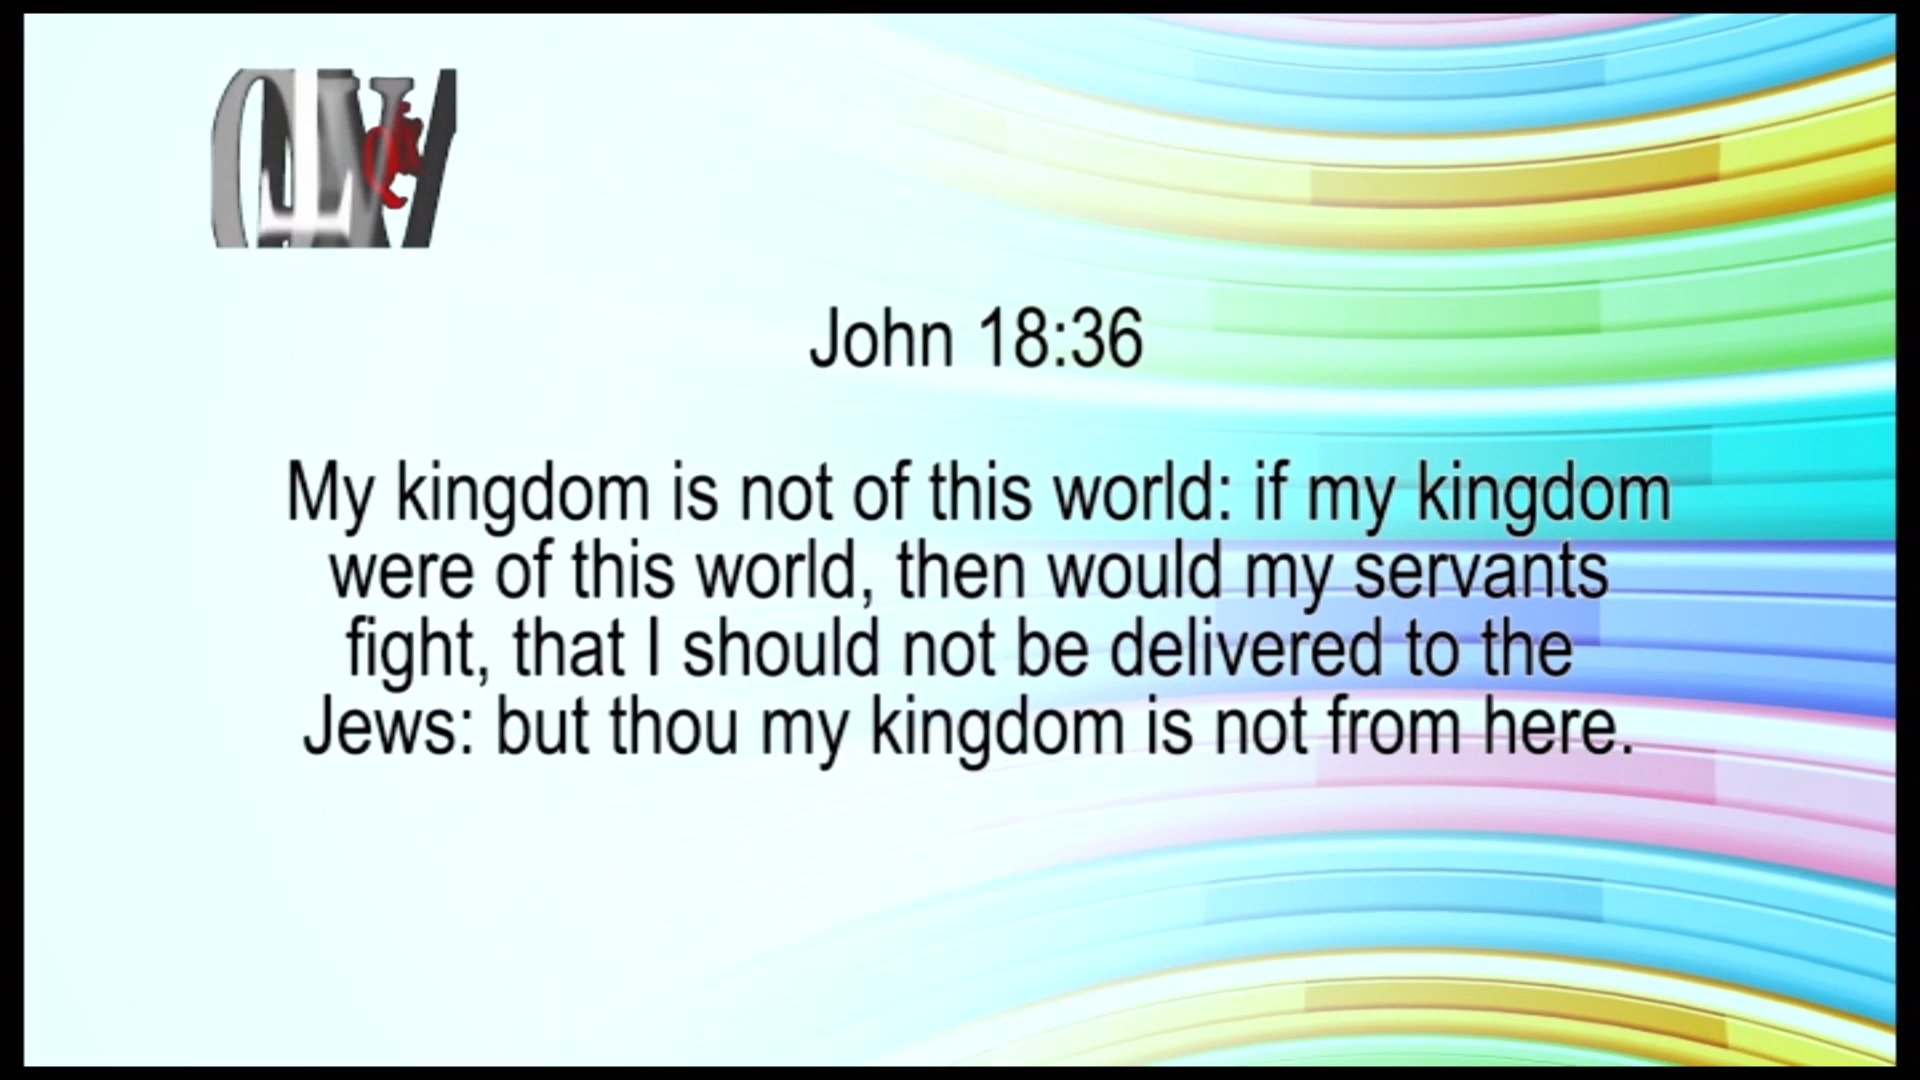 John 18:36
My kingdom is not of this world: if my kingdom
were of this world, then would my servants
fight, that I should not be delivered to the
Jews: but thou my kingdom is not from here.